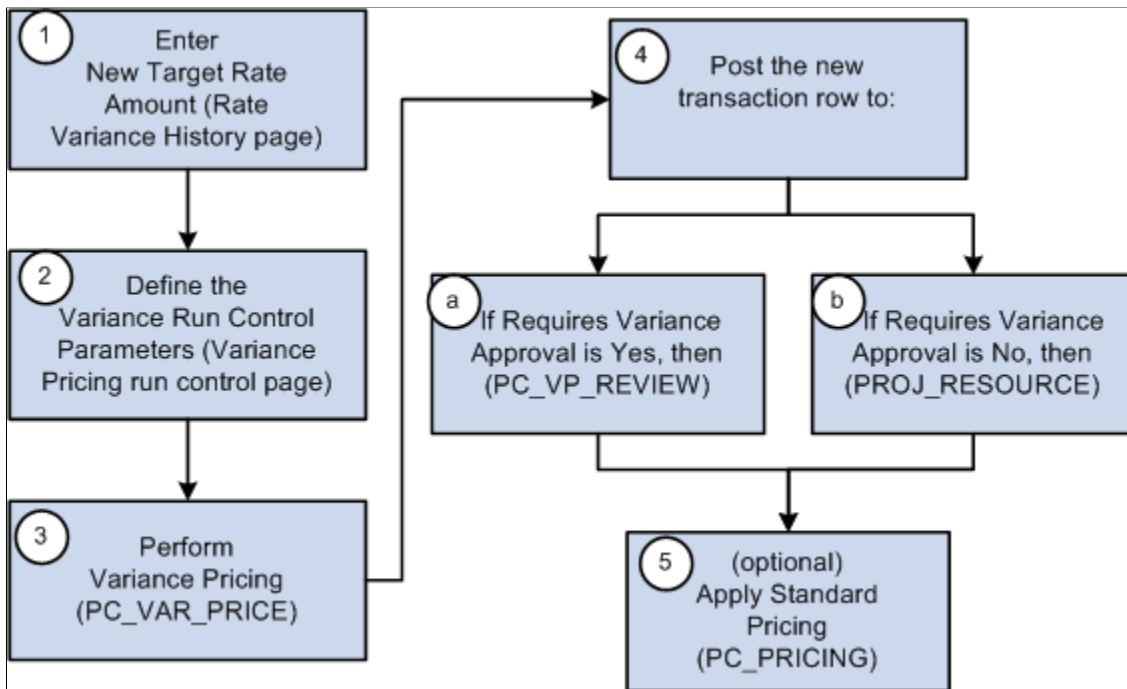 1
Enter
New Target Rate
Amount (Rate
Variance History page)
2
Define the
Variance Run Control
Parameters (Variance
Pricing run control page)
3
Perform
Variance Pricing
(PC_VAR_PRICE)
4
Post the new
transaction row to:
a
If Requires Variance
Approval is Yes, then
(PC_VP_REVIEW)
b
If Requires Variance
Approval is No, then
(PROJ_RESOURCE)
5
(optional)
Apply Standard
Pricing
(PC_PRICING)